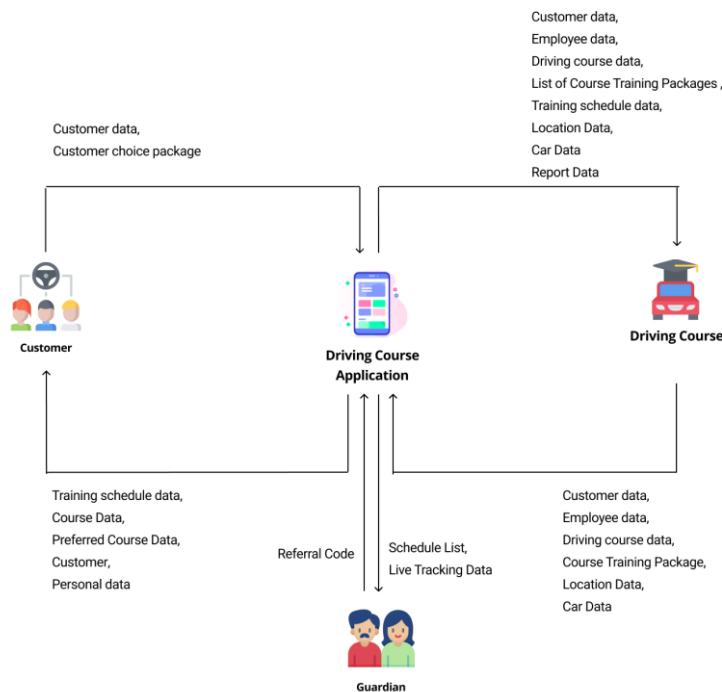 Customer data,
Employee data,
Driving course data,
List of Course Training Packages ,
Training schedule data,
Location Data,
Car Data
Report Data
Customer data,
Customer choice package
Customer
Driving Course
Application
Driving Course
Training schedule data,
Course Data,
Preferred Course Data,
Customer,
Personal data
Referral Code
Schedule List,
Live Tracking Data
Customer data,
Employee data,
Driving course data,
Course Training Package,
Location Data,
Car Data
Guardian